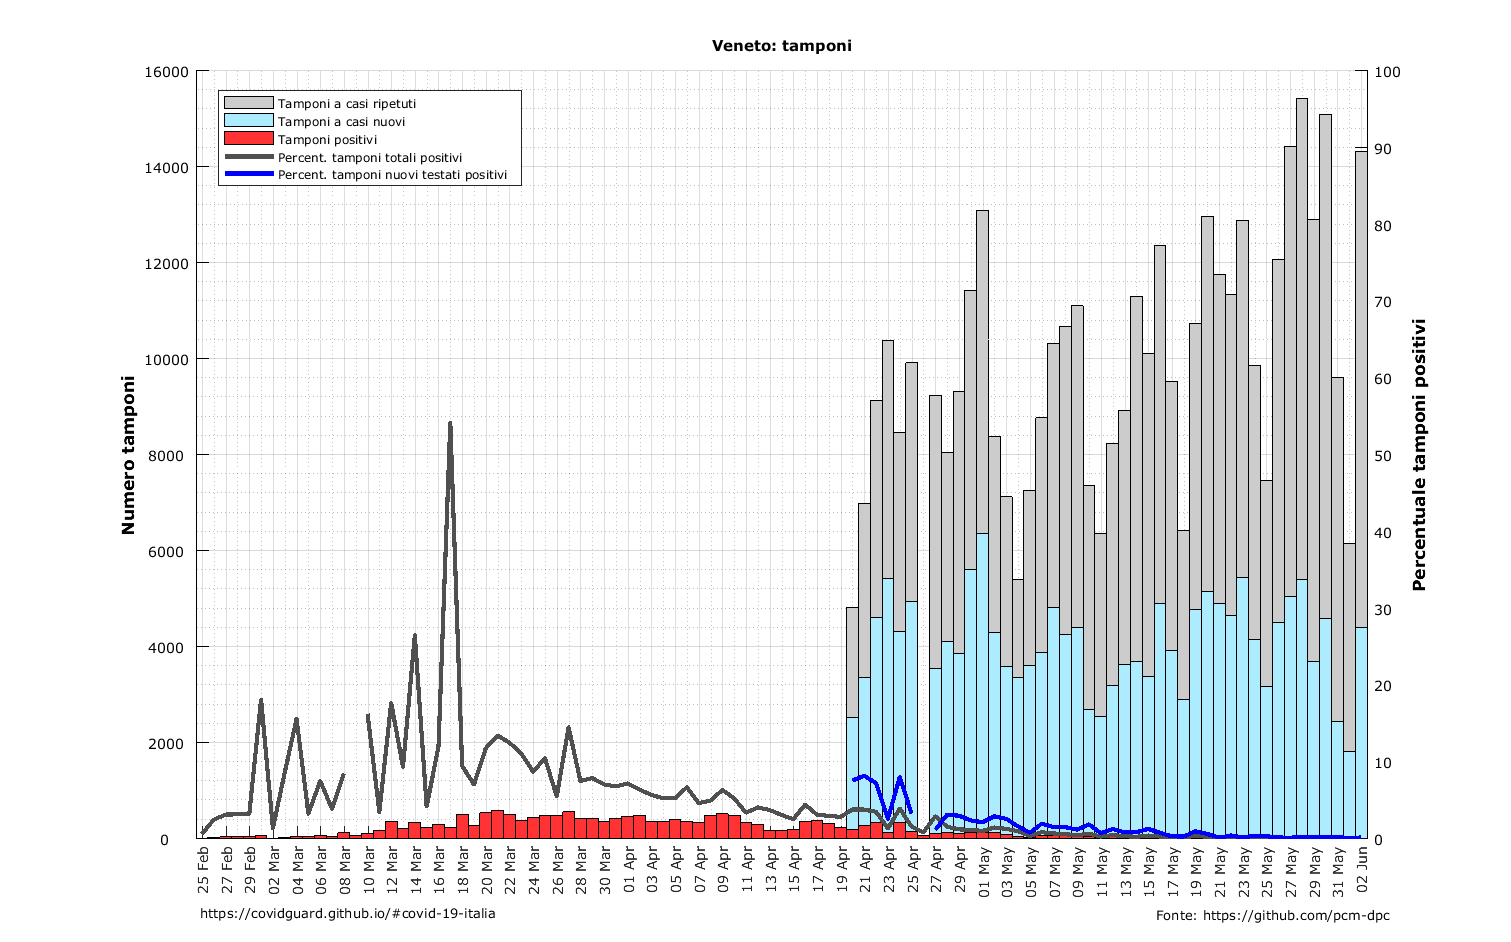 Veneto: tamponi
Tamponi a casi ripetuti
Tamponi a casi nuovi
Tamponi positivi
Percent. tamponi totali positivi
Percent. tamponi nuovi testati positivi
Numero tamponi
16000
14000
12000
10000
8000
6000
4000
2000
0
Percentuale tamponi positivi
100
90
80
70
60
50
40
30
20
10
0
25 Feb
27 Feb
29 Feb
02 Mar
04 Mar
06 Mar
08 Mar
10 Mar
12 Mar
14 Mar
16 Mar
18 Mar
20 Mar
22 Mar
24 Mar
26 Mar
28 Mar
30 Mar
01 Apr
03 Apr
05 Apr
07 Apr
09 Apr
11 Apr
13 Apr
15 Apr
17 Apr
19 Apr
21 Apr
23 Apr
25 Apr
27 Apr
29 Apr
01 May
03 May
05 May
07 May
09 May
11 May
13 May
15 May
17 May
19 May
21 May
23 May
25 May
27 May
29 May
31 May
02 Jun
https://covidguard.github.io/#covid-19-italia
Fonte: https://github.com/pcm-dpc